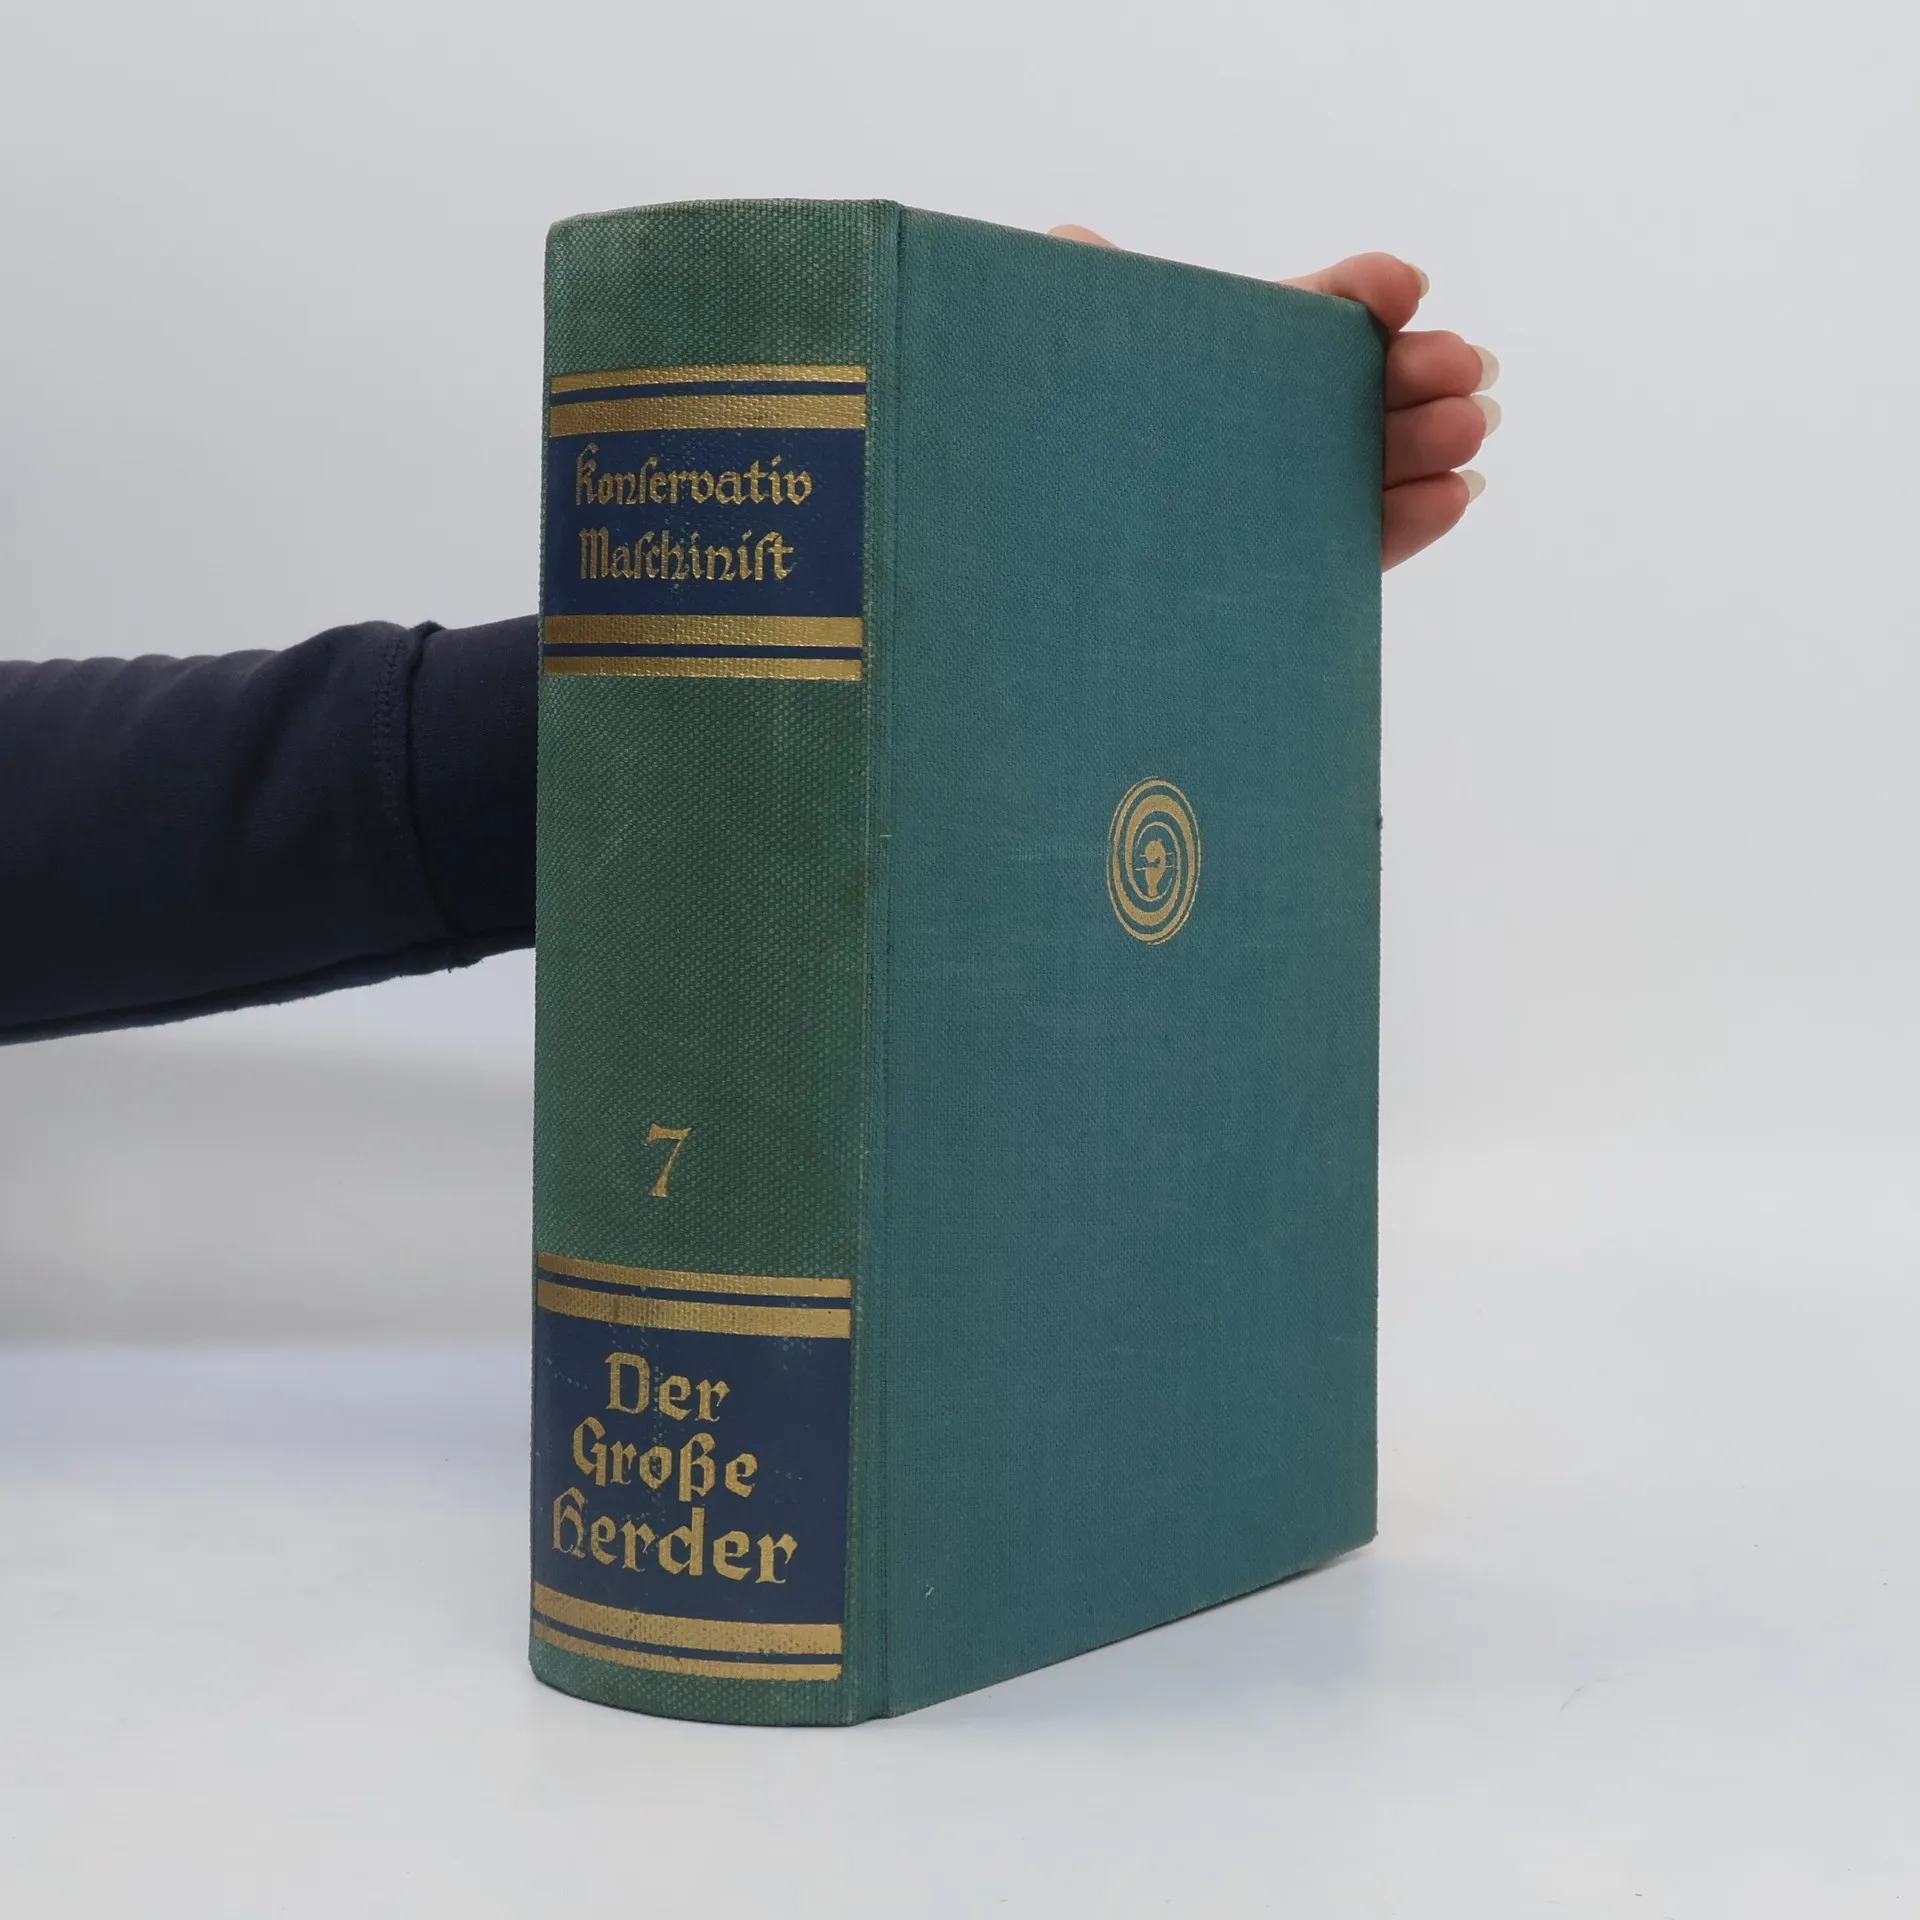 Konſervativ
Maſchiniſt
7
Der
Große
Herder